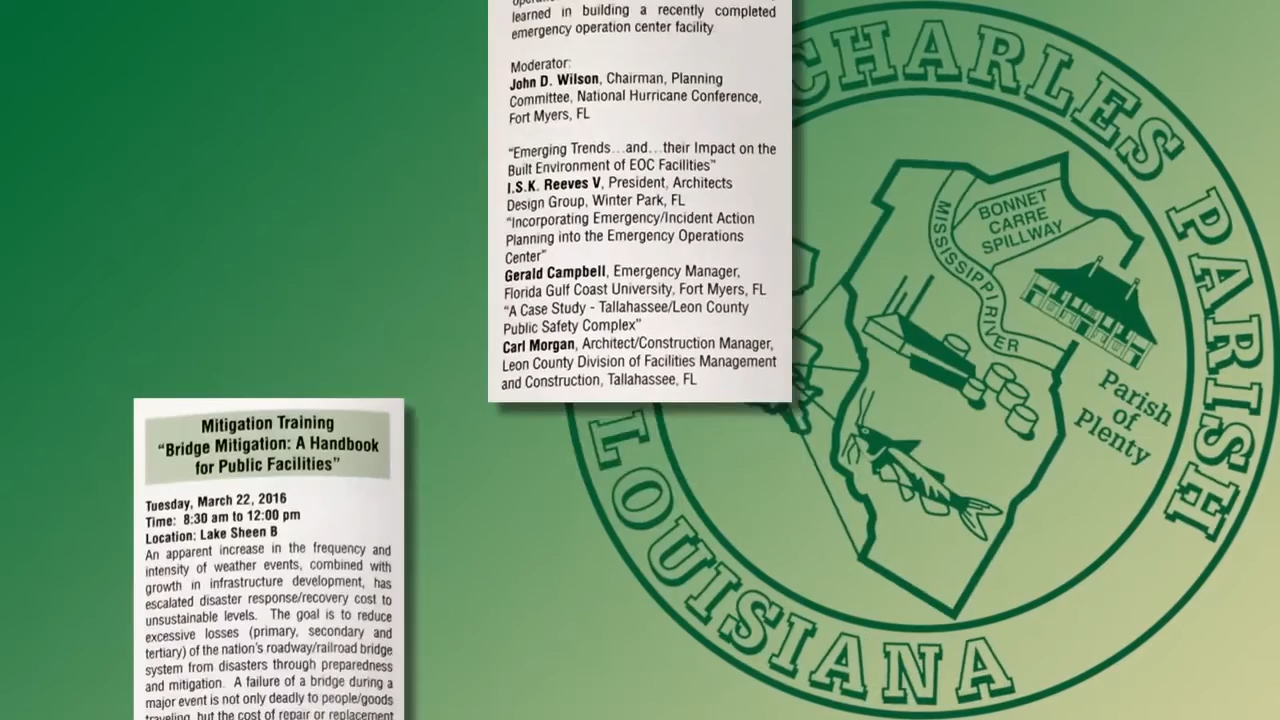 learned in building a recently completed
emergency operation center facility
Moderator:
John D. Wilson, Chairman, Planning
Committee, National Hurricane Conference,
Fort Myers, FL
“Emerging Trends...and...their Impact on the
Built Environment of EOC Facilities”
I.S.K. Reeves V, President, Architects
Design Group, Winter Park, FL
“Incorporating Emergency/Incident Action
Planning into the Emergency Operations
Center”
Gerald Campbell, Emergency Manager,
Florida Gulf Coast University, Fort Myers, FL
“A Case Study - Tallahassee/Leon County
Public Safety Complex”
Carl Morgan, Architect/Construction Manager,
Leon County Division of Facilities Management
and Construction, Tallahassee, FL
Mitigation Training
“Bridge Mitigation: A Handbook
for Public Facilities”
Tuesday, March 22, 2016
Time: 8:30 am to 12:00 pm
Location: Lake Sheen B
An apparent increase in the frequency and
intensity of weather events, combined with
growth in infrastructure development, has
escalated disaster response/recovery cost to
unsustainable levels. The goal is to reduce
excessive losses (primary, secondary and
tertiary) of the nation's roadway/railroad bridge
system from disasters through preparedness
and mitigation. A failure of a bridge during a
major event is not only deadly to people/goods
traveling, but the cost of repair or replacement
CHARLES PARISH
LOUISIANA
BONNET
CARRE
SPILLWAY
MISSISSIPPI RIVER
Parish
of
Plenty